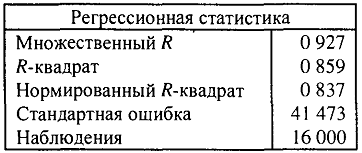 Регрессионная статистика
Множественный R 0 927
R-квадрат 0 859
Нормированный R-квадрат 0 837
Стандартная ошибка 41 473
Наблюдения 16 000